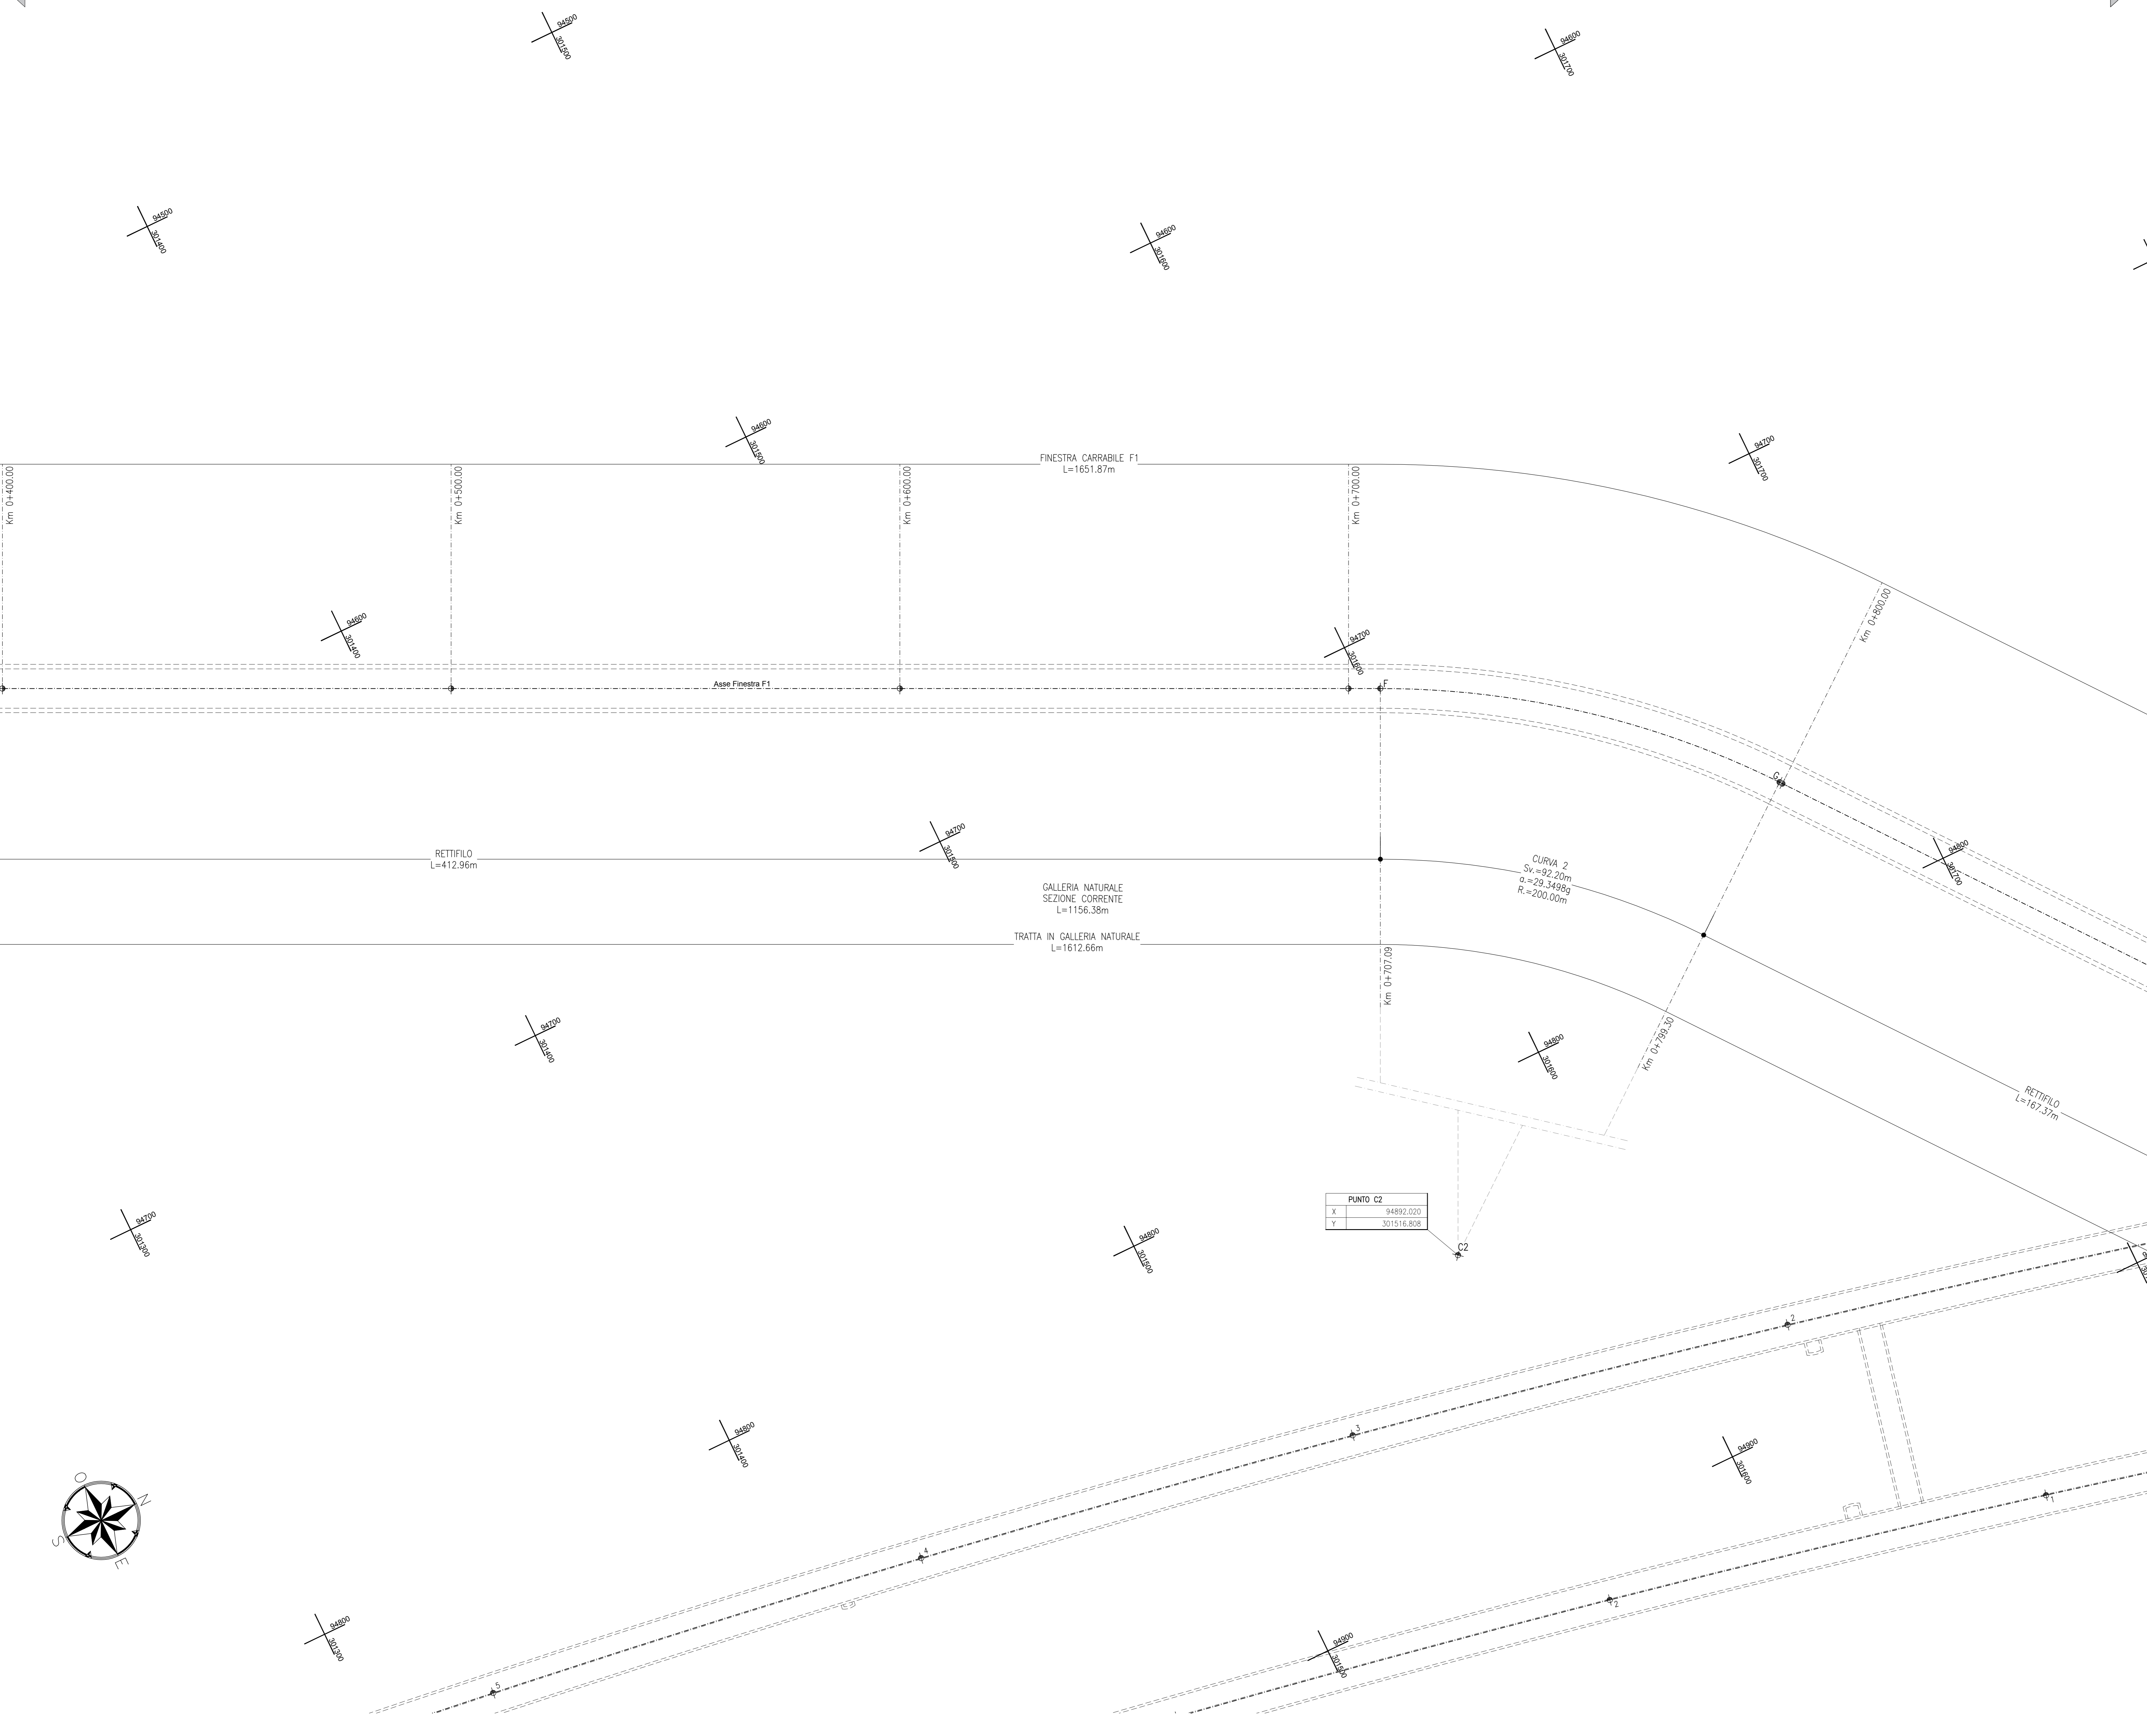 94500
301500
94600
301700
94500
301400
94600
301600
94600
301500
94700
301700
FINESTRA CARRABILE F1
L=1651.87m
Km 0+400.00
Km 0+500.00
Km 0+600.00
Km 0+700.00
Km 0+800.00
94600
301400
94700
301600
Asse Finestra F1
F
G
94700
301500
94800
301700
RETTIFILO
L=412.96m
CURVA 2
Sv.=92.20m
a.=29.3498g
R.=200.00m
GALLERIA NATURALE
SEZIONE CORRENTE
L=1156.38m
TRATTA IN GALLERIA NATURALE
L=1612.66m
Km 0+707.09
Km 0+799.30
94700
301400
94800
301600
RETTIFILO
L=167.37m
PUNTO C2
X 94892.020
Y 301516.808
C2
94700
301300
94800
301500
2
3
94800
301400
94900
301600
O
N
S
E
1
4
2
94800
301300
94900
301500
5